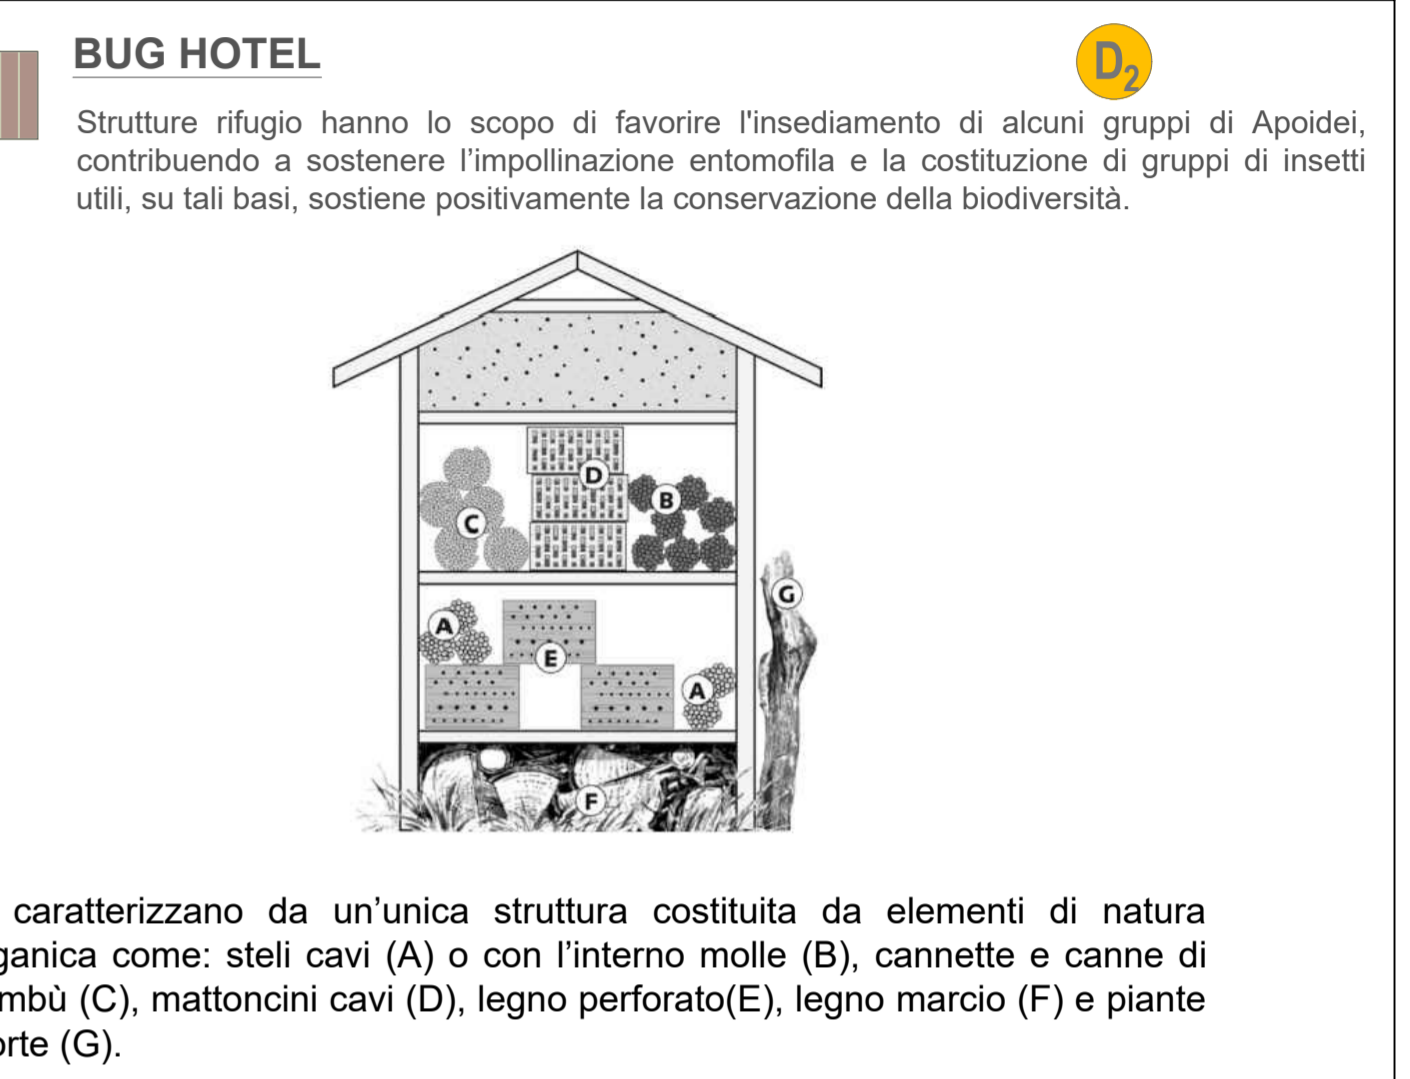 BUG HOTEL
D2
Strutture rifugio hanno lo scopo di favorire l'insediamento di alcuni gruppi di Apoidei,
contribuendo a sostenere l’impollinazione entomofila e la costituzione di gruppi di insetti
utili, su tali basi, sostiene positivamente la conservazione della biodiversità.
D
B
C
G
A
E
A
F
caratterizzano da un’unica struttura costituita da elementi di natura
ganica come: steli cavi (A) o con l’interno molle (B), cannette e canne di
mbù (C), mattoncini cavi (D), legno perforato(E), legno marcio (F) e piante
orte (G).